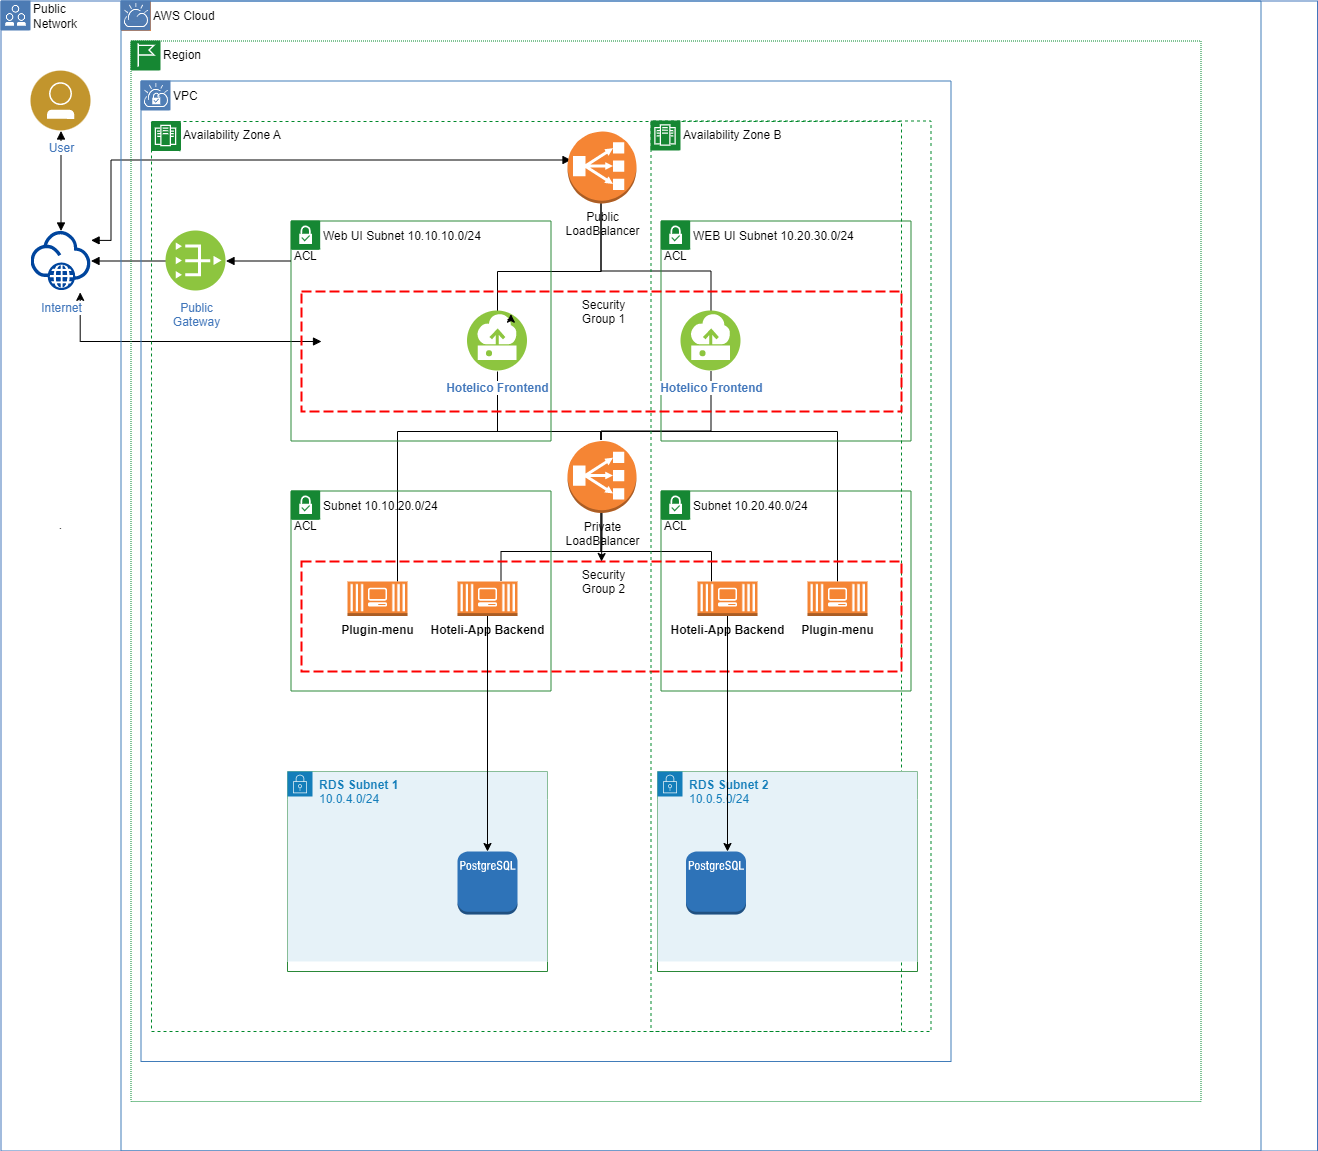 Public
Network
AWS Cloud
Region
VPC
Availability Zone A
Availability Zone B
User
Public
LoadBalancer
Web UI Subnet 10.10.10.0/24
ACL
WEB UI Subnet 10.20.30.0/24
ACL
Internet
Public
Gateway
Security
Group 1
Hotelico Frontend
Hotelico Frontend
Subnet 10.10.20.0/24
ACL
Subnet 10.20.40.0/24
ACL
Private
LoadBalancer
Security
Group 2
Plugin-menu
Hoteli-App Backend
Hoteli-App Backend
Plugin-menu
RDS Subnet 1
10.0.4.0/24
RDS Subnet 2
10.0.5.0/24
PostgreSQL
PostgreSQL